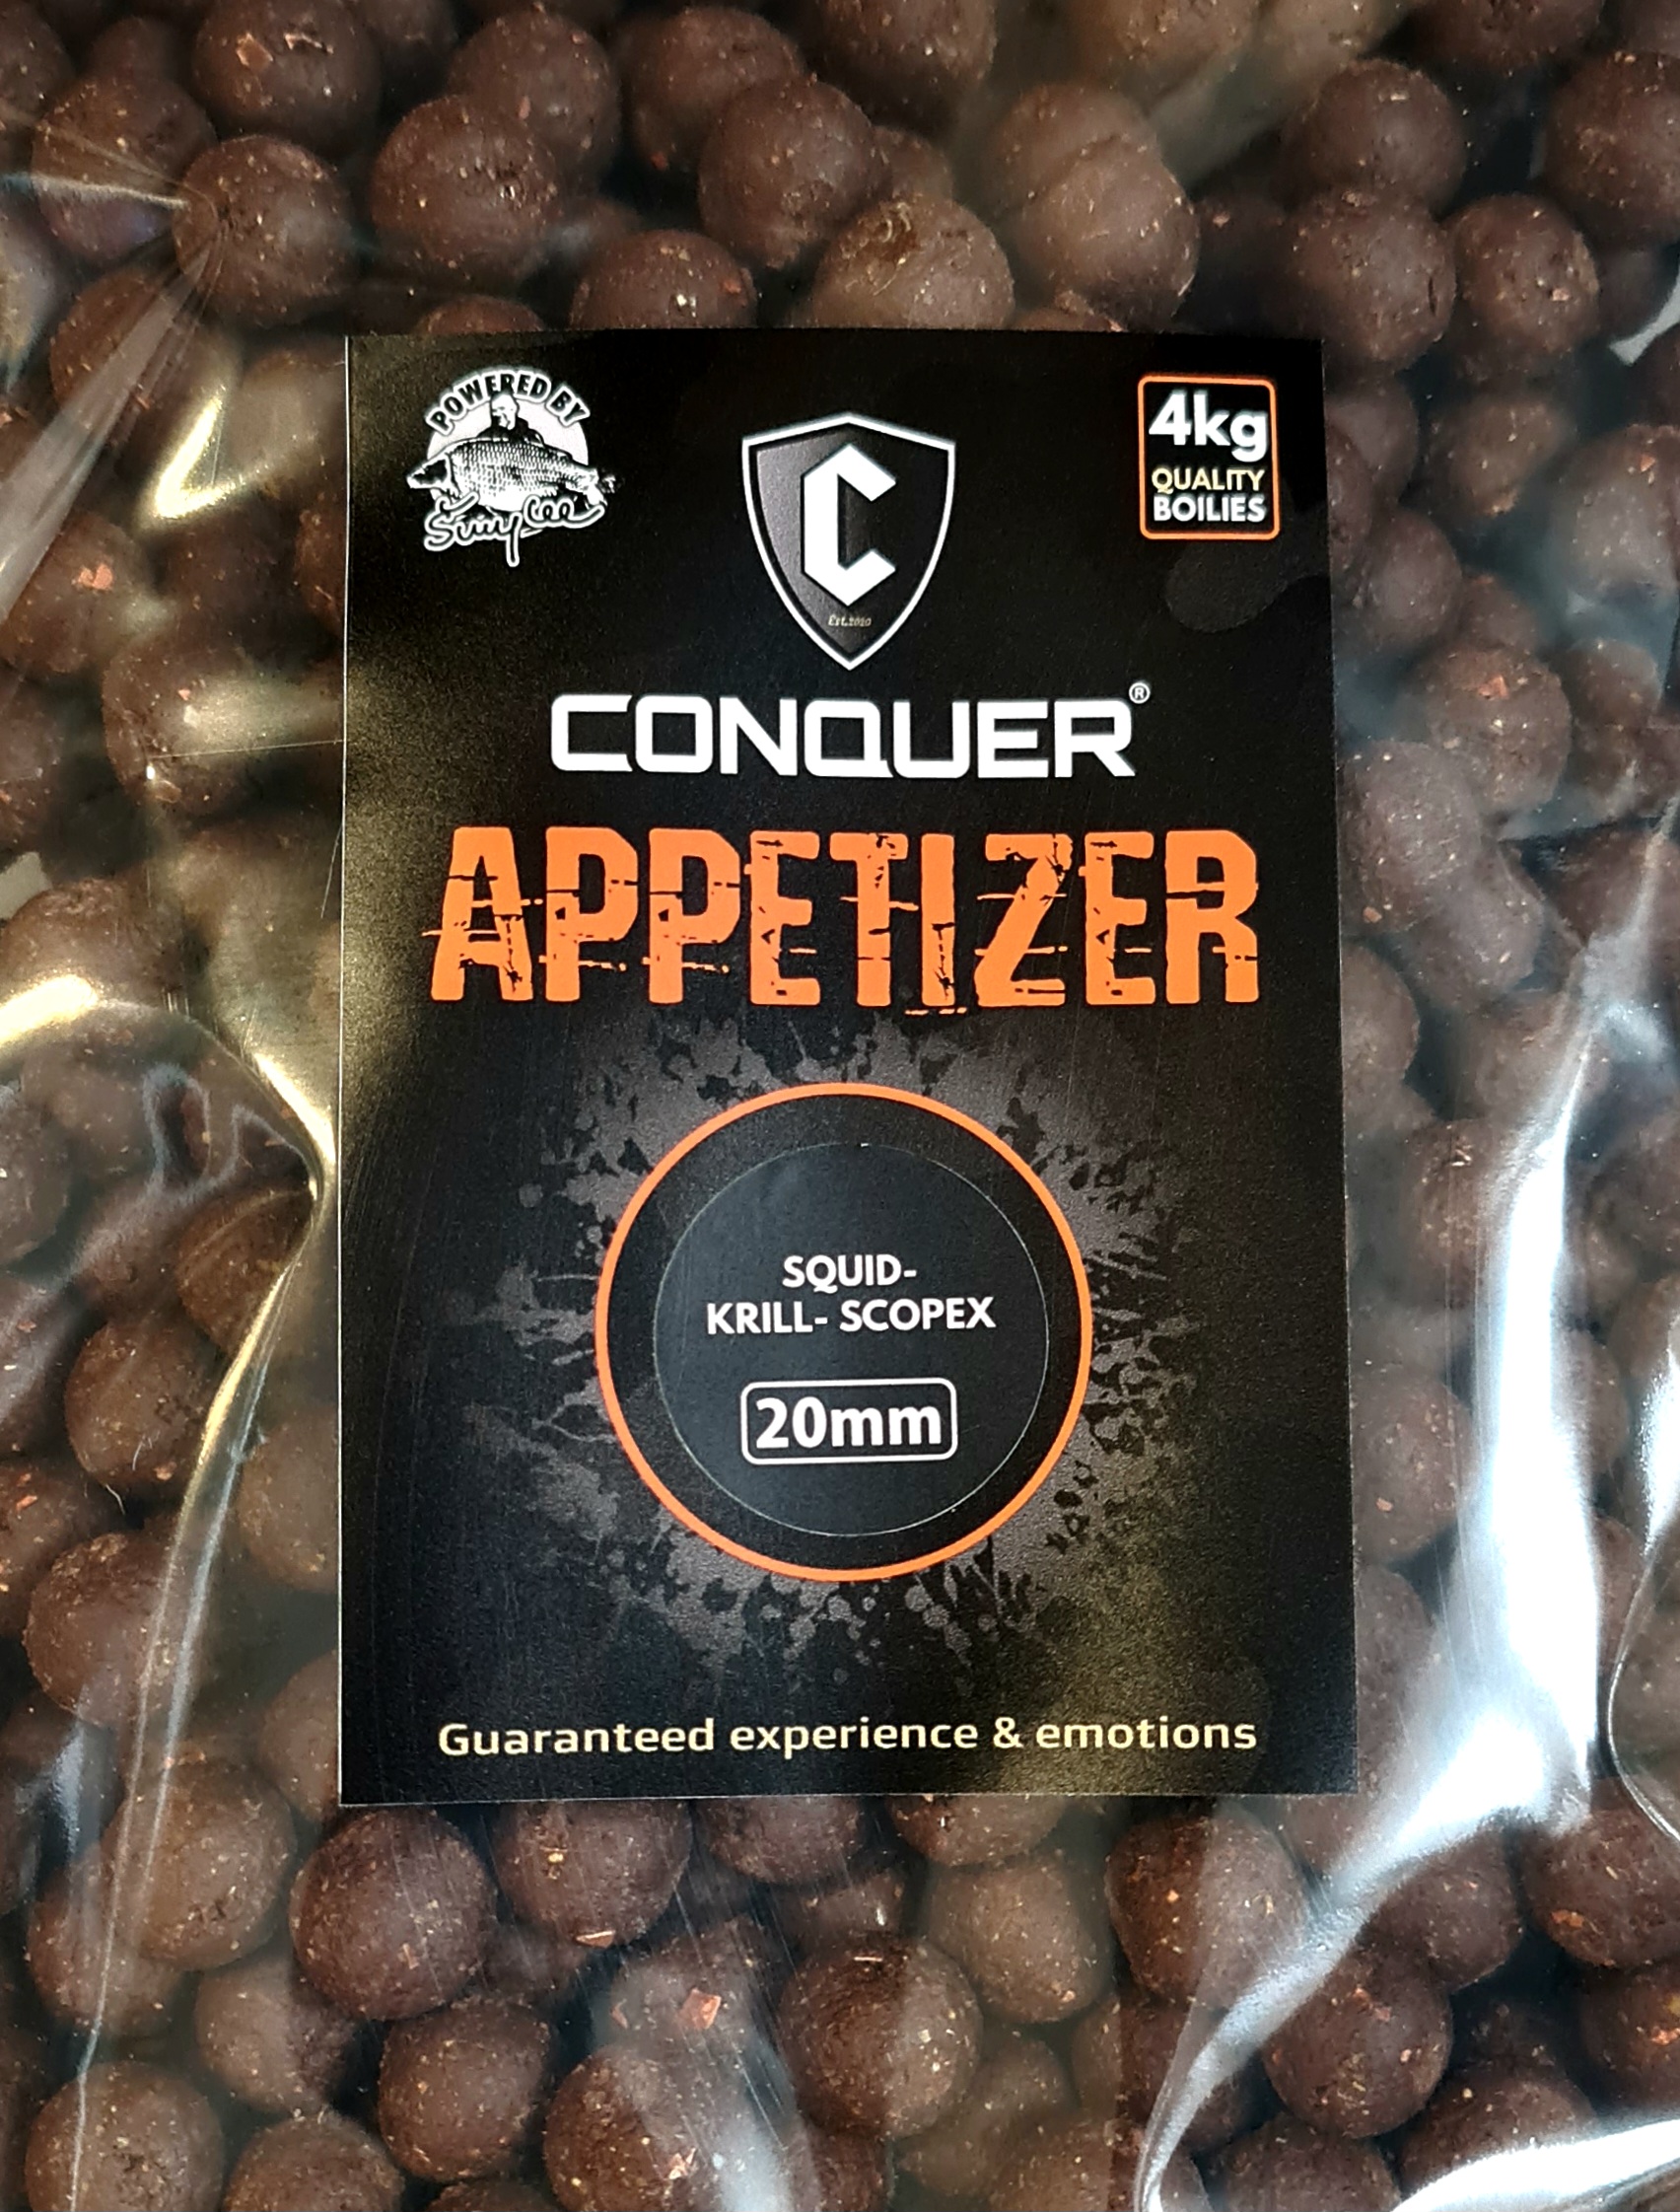 POWERED BY
C
Est.2010
4kg
QUALITY
BOILIES
CONQUER®
APPETIZER
SQUID-
KRILL- SCOPEX
20mm
Guaranteed experience & emotions